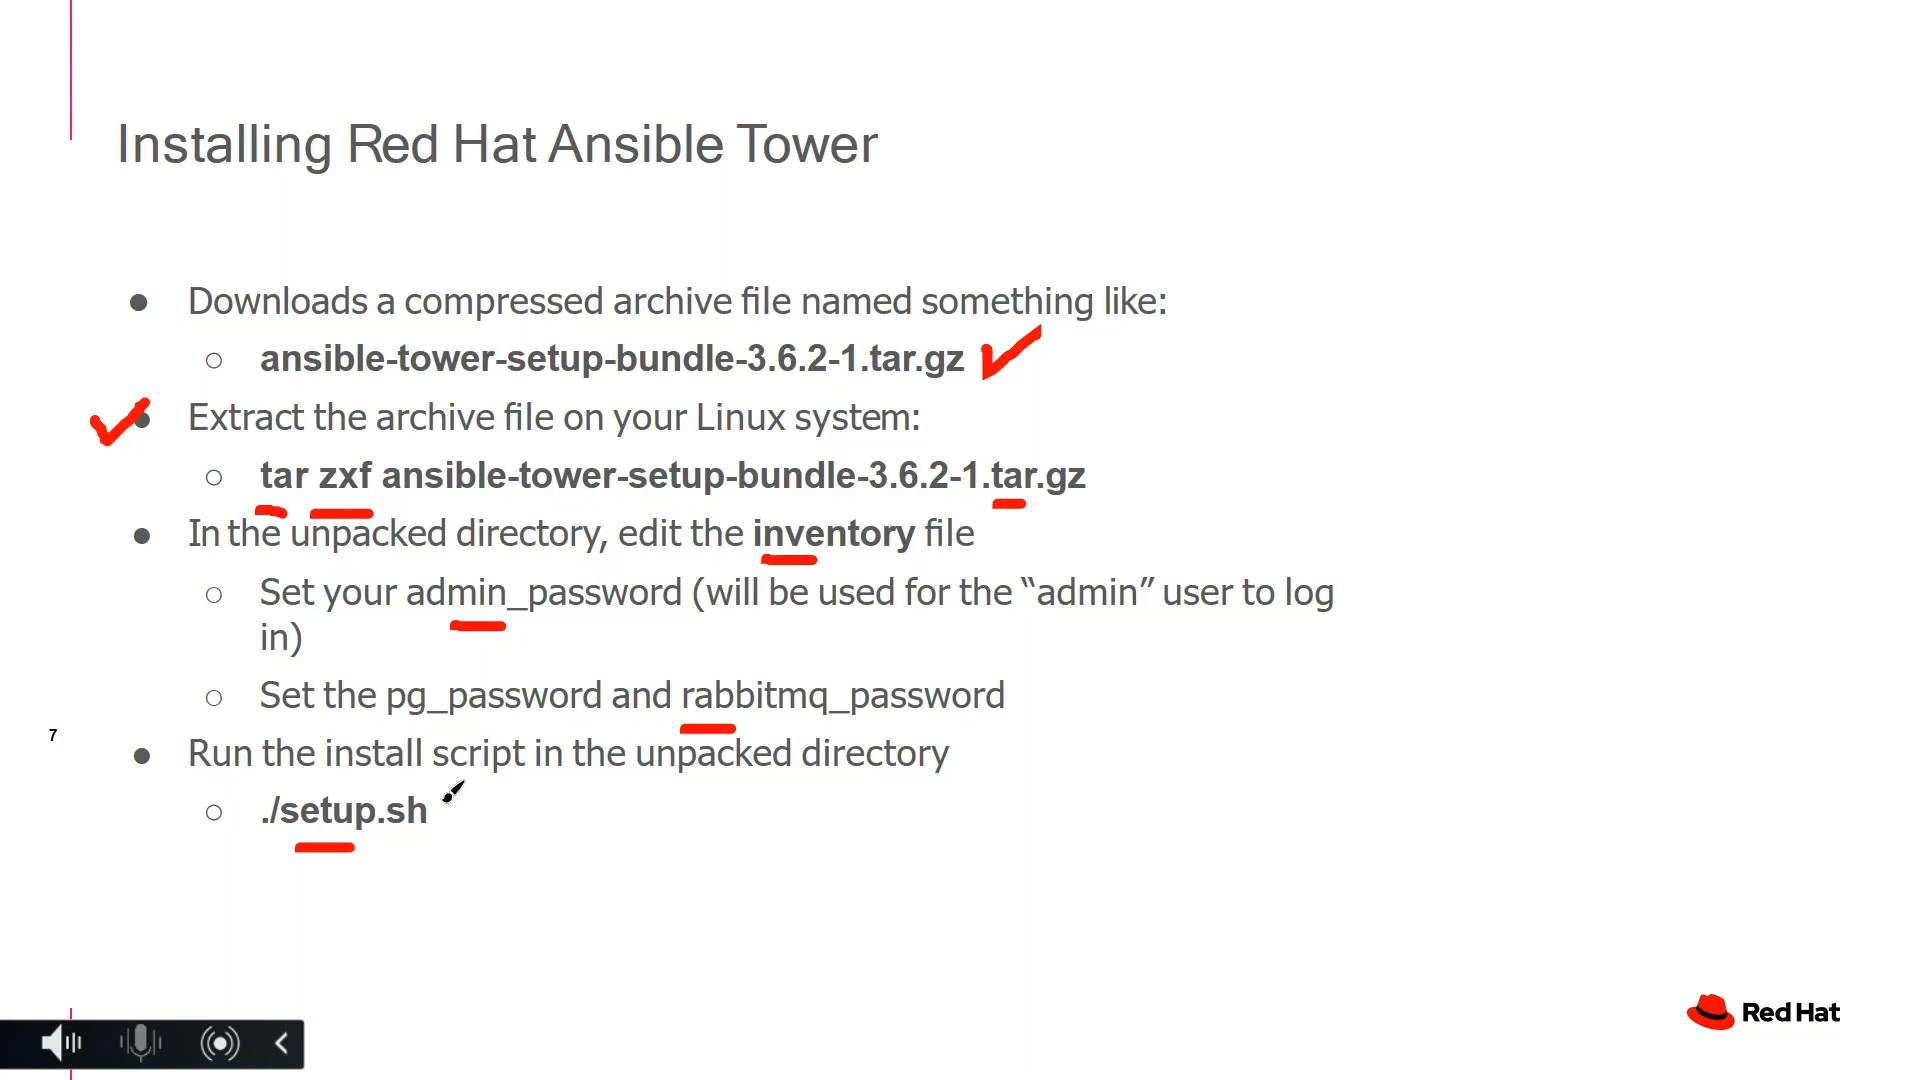 Installing Red Hat Ansible Tower
● Downloads a compressed archive file named something like:
○ ansible-tower-setup-bundle-3.6.2-1.tar.gz
● Extract the archive file on your Linux system:
○ tar zxf ansible-tower-setup-bundle-3.6.2-1.tar.gz
● In the unpacked directory, edit the inventory file
○ Set your admin_password (will be used for the “admin” user to log
in)
○ Set the pg_password and rabbitmq_password
7
● Run the install script in the unpacked directory
○ ./setup.sh
Red Hat